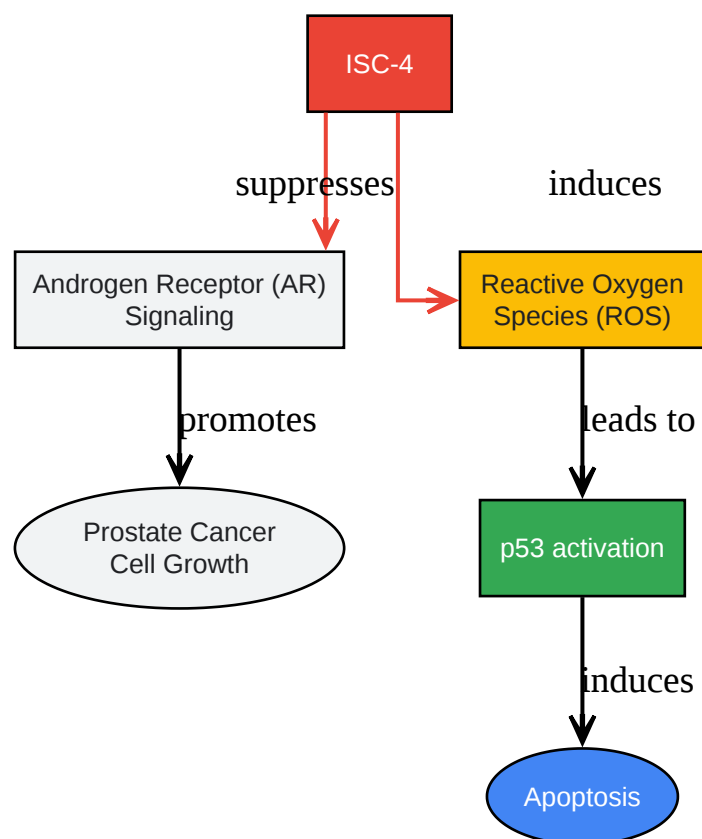 ISC-4
suppresses
induces
Androgen Receptor (AR)
Signaling
Reactive Oxygen
Species (ROS)
promotes
leads to
Prostate Cancer
Cell Growth
p53 activation
induces
Apoptosis